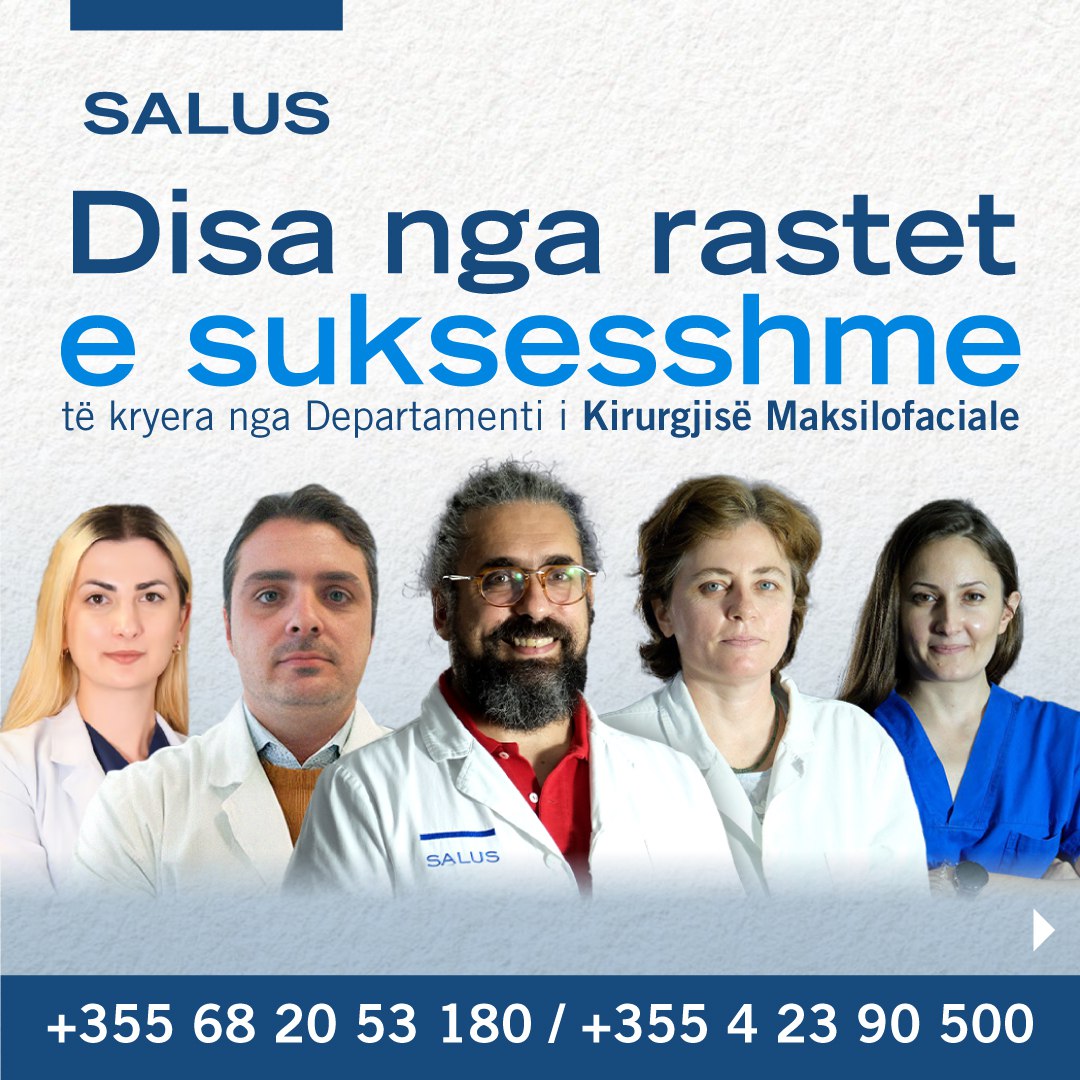 SALUS
Disa nga rastet
e suksesshme
të kryera nga Departamenti i Kirurgjisë Maksilofaciale
SALUS
+355 68 20 53 180 / +355 4 23 90 500